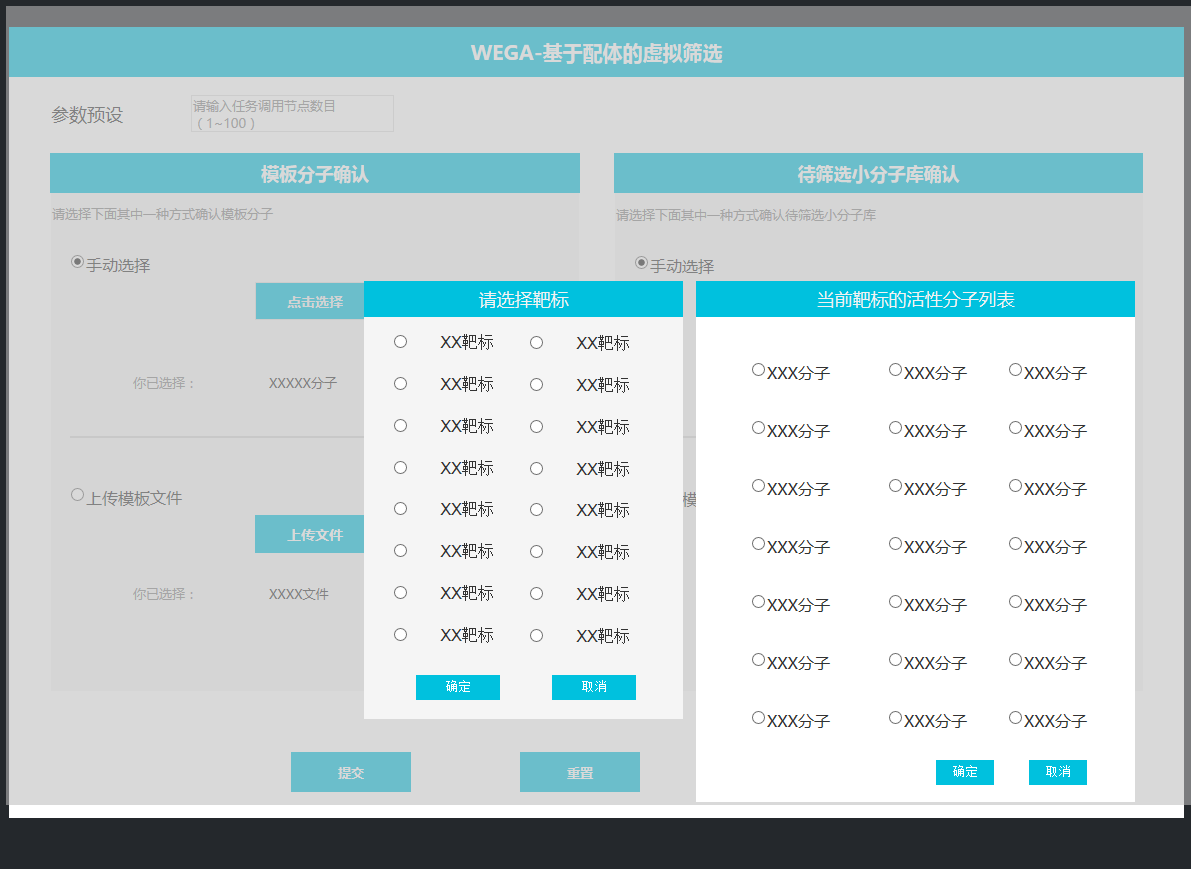 WEGA-基于配体的虚拟筛选
参数预设
请输入任务调用节点数目
（1~100）
模板分子确认
请选择下面其中一种方式确认模板分子
手动选择
点击选择
你已选择：
XXXXX分子
上传模板文件
上传文件
你已选择：
XXXX文件
待筛选小分子库确认
请选择下面其中一种方式确认待筛选小分子库
手动选择
模
请选择靶标
XX靶标 XX靶标
XX靶标 XX靶标
XX靶标 XX靶标
XX靶标 XX靶标
XX靶标 XX靶标
XX靶标 XX靶标
XX靶标 XX靶标
XX靶标 XX靶标
确定 取消
当前靶标的活性分子列表
XXX分子 XXX分子 XXX分子
XXX分子 XXX分子 XXX分子
XXX分子 XXX分子 XXX分子
XXX分子 XXX分子 XXX分子
XXX分子 XXX分子 XXX分子
XXX分子 XXX分子 XXX分子
XXX分子 XXX分子 XXX分子
确定 取消
提交 重置